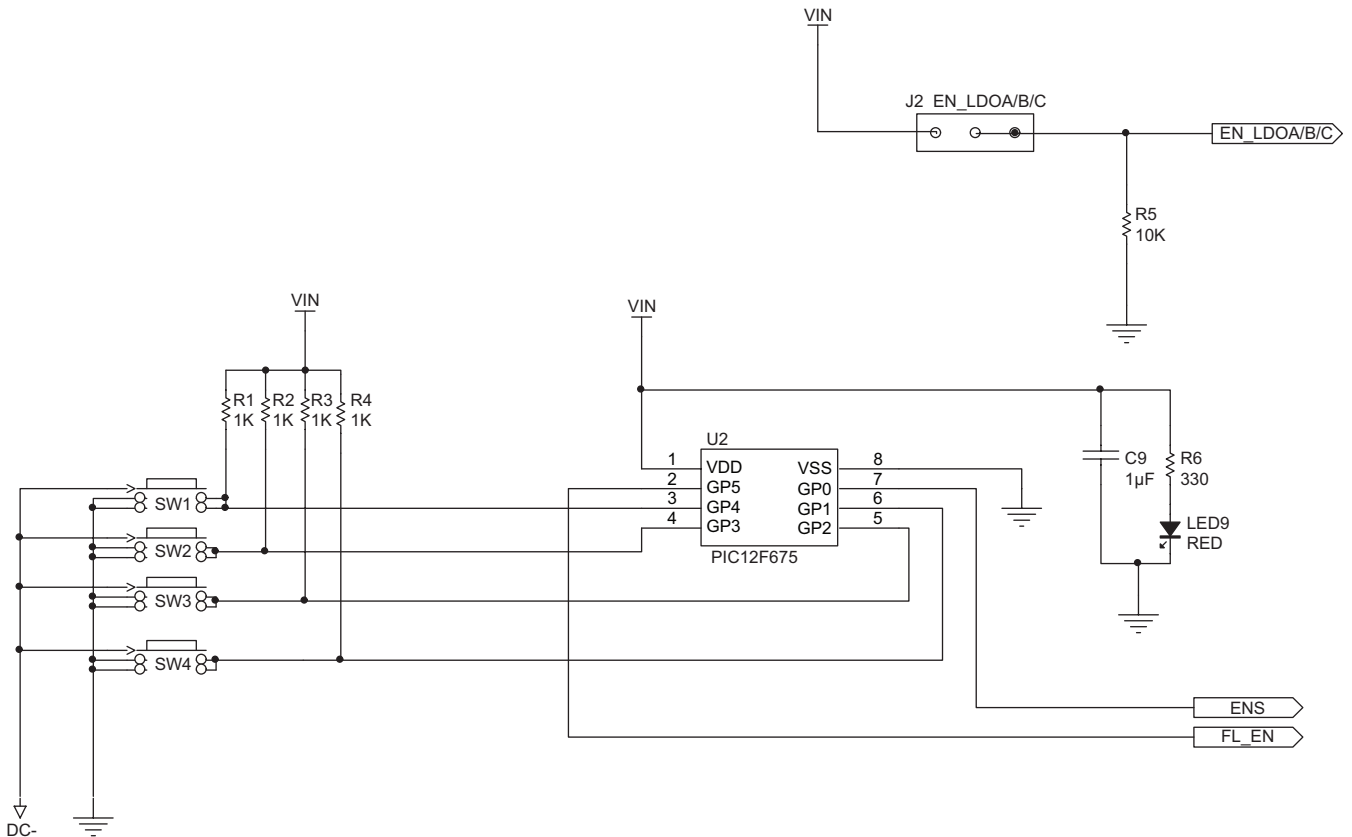 VIN
J2 EN_LDOA/B/C
EN_LDOA/B/C
R5
10K
VIN
VIN
R1
1K
R2
1K
R3
1K
R4
1K
U2
1
VDD
VSS
8
2
GP5
GP0
7
3
GP4
GP1
6
4
GP3
GP2
5
PIC12F675
C9
1µF
R6
330
LED9
RED
SW1
SW2
SW3
SW4
ENS
FL_EN
DC-